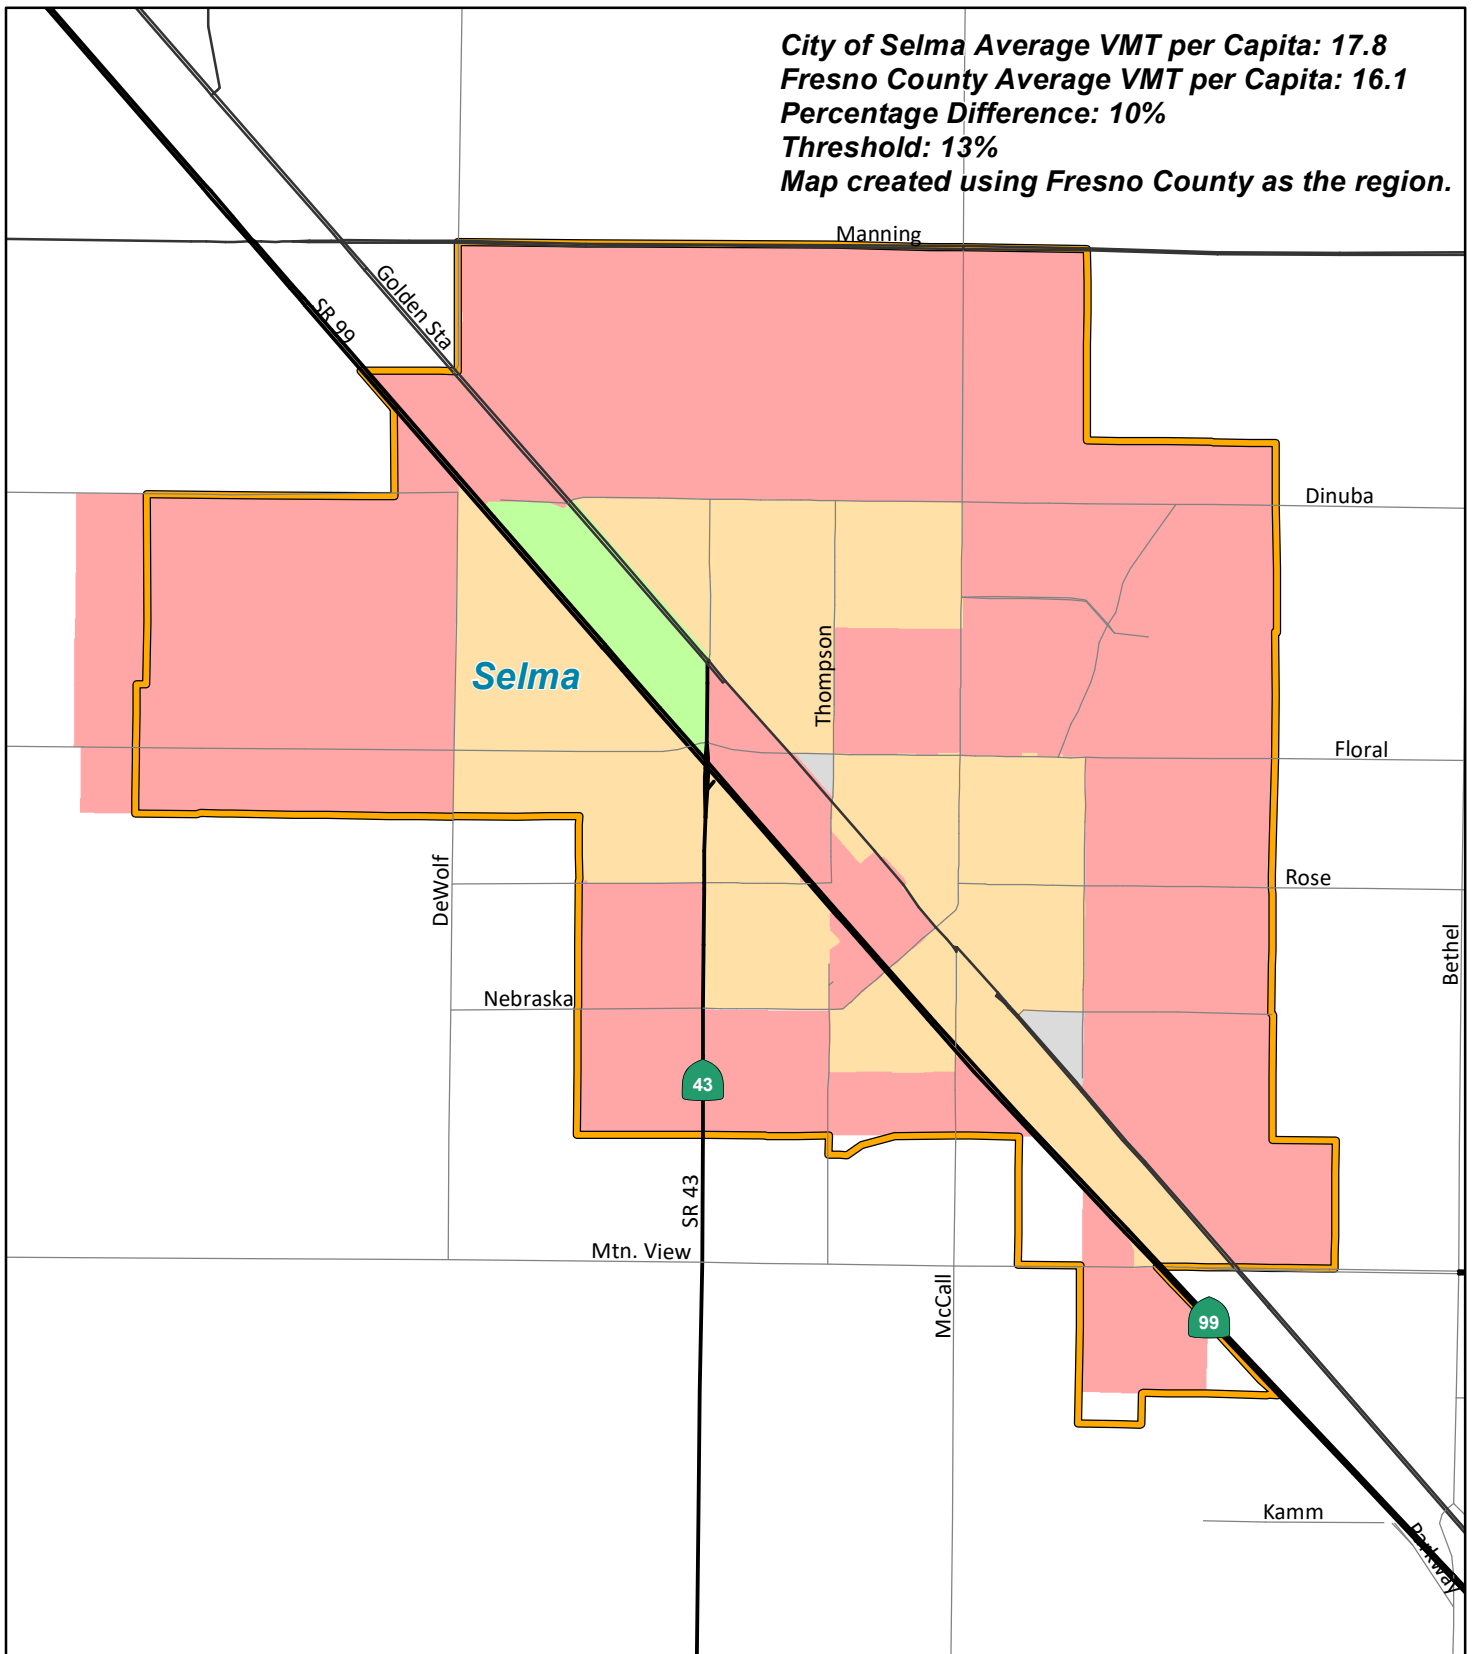 City of Selma Average VMT per Capita: 17.8
Fresno County Average VMT per Capita: 16.1
Percentage Difference: 10%
Threshold: 13%
Map created using Fresno County as the region.
Manning
Golden Sta
SR 99
Dinuba
Thompson
Selma
Floral
DeWolf
Rose
Bethel
Nebraska
43
SR 43
Mtn. View
McCall
99
Kamm
Parkway